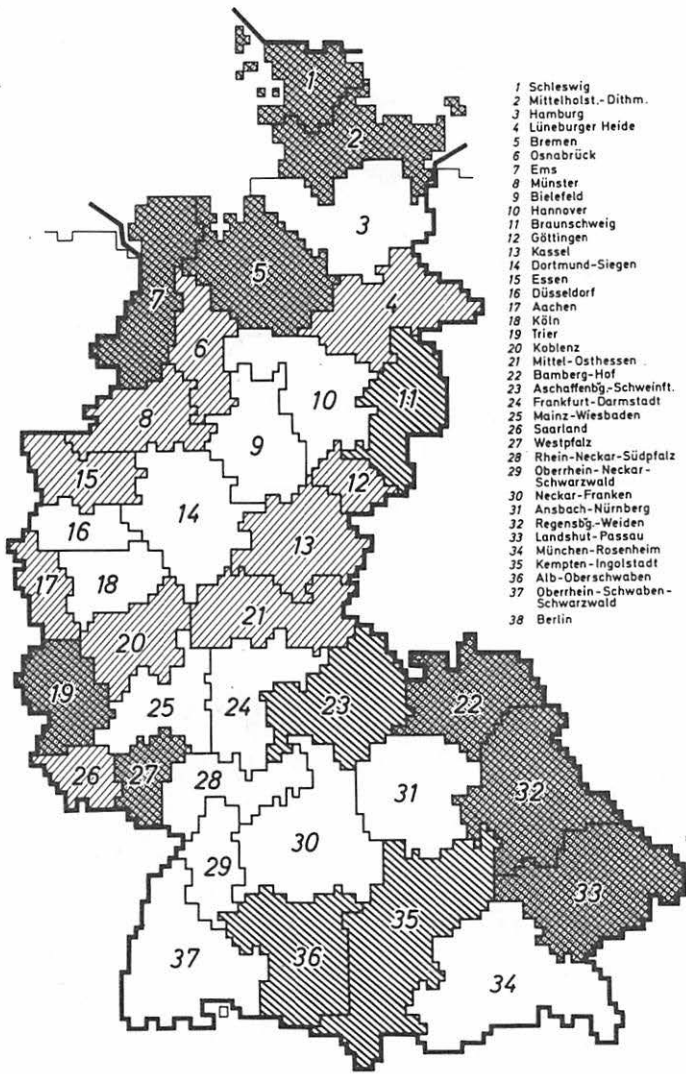 1 Schleswig
2 Mittelholst.-Dithm.
3 Hamburg
4 Lüneburger Heide
5 Bremen
6 Osnabrück
7 Ems
8 Münster
9 Bielefeld
10 Hannover
11 Braunschweig
12 Göttingen
13 Kassel
14 Dortmund-Siegen
15 Essen
16 Düsseldorf
17 Aachen
18 Köln
19 Trier
20 Koblenz
21 Mittel-Osthessen
22 Bamberg-Hof
23 Aschaffenbg.-Schweinft.
24 Frankfurt-Darmstadt
25 Mainz-Wiesbaden
26 Saarland
27 Westpfalz
28 Rhein-Neckar-Südpfalz
29 Oberrhein-Neckar-
Schwarzwald
30 Neckar-Franken
31 Ansbach-Nürnberg
32 Regensbg.-Weiden
33 Landshut-Passau
34 München-Rosenheim
35 Kempten-Ingolstadt
36 Alb-Oberschwaben
37 Oberrhein-Schwaben-
Schwarzwald
38 Berlin
1
2
3
5
7
4
6
10
11
8
9
15
12
14
16
13
17
18
21
20
19
23
22
25
24
26
27
28
31
32
30
29
33
35
36
37
34